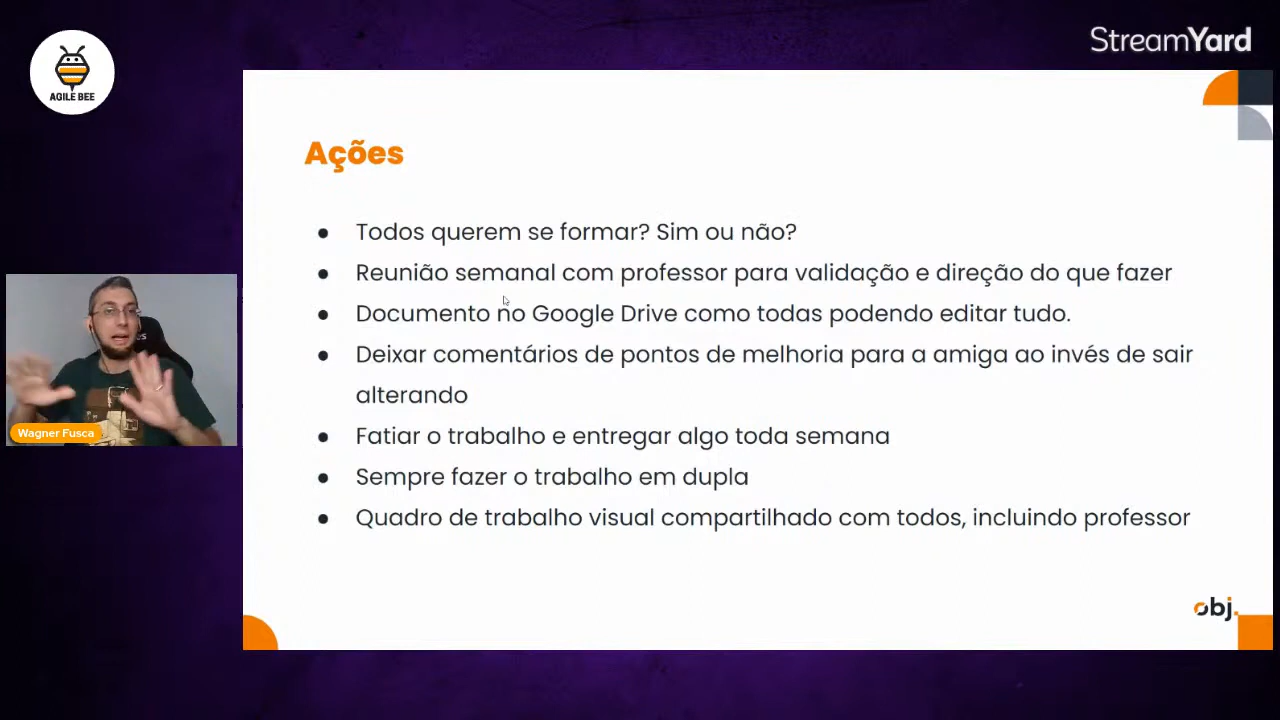 AGILE BEE
StreamYard
Ações
● Todos querem se formar? Sim ou não?
● Reunião semanal com professor para validação e direção do que fazer
● Documento no Google Drive como todas podendo editar tudo.
● Deixar comentários de pontos de melhoria para a amiga ao invés de sair
alterando
● Fatiar o trabalho e entregar algo toda semana
● Sempre fazer o trabalho em dupla
● Quadro de trabalho visual compartilhado com todos, incluindo professor
Wagner Fusca
obj.